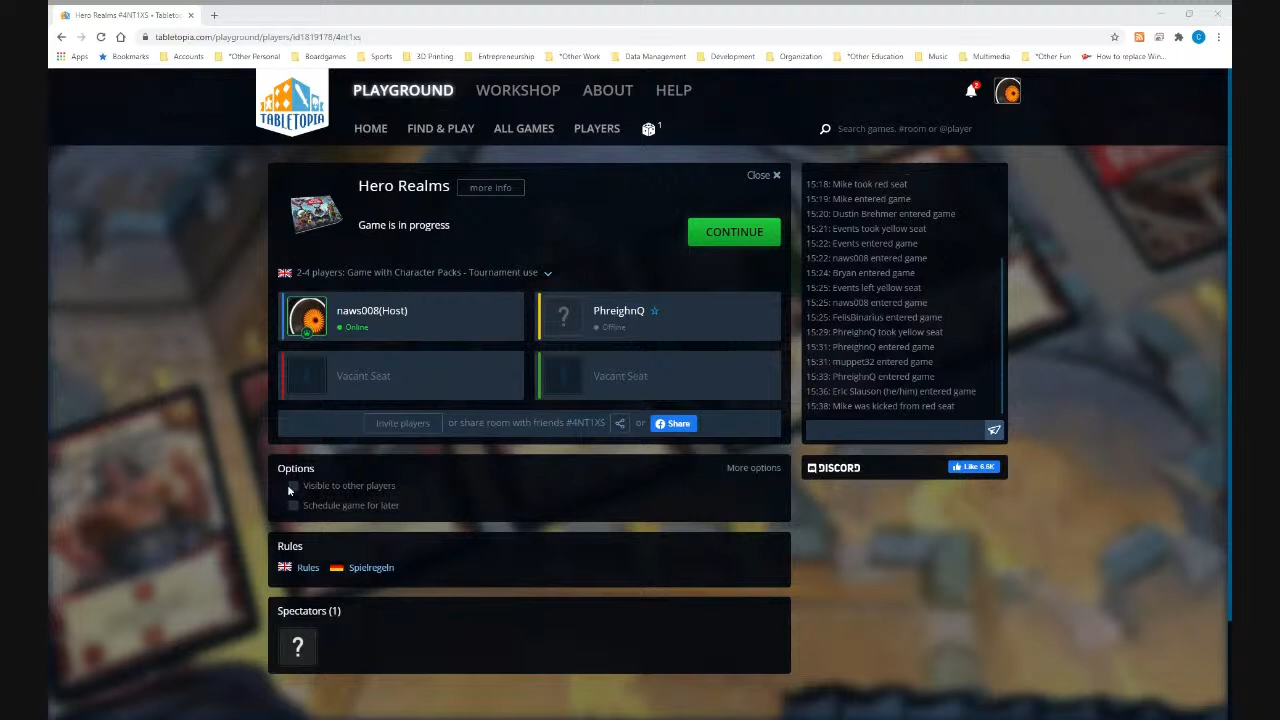 Hero Realms #4NT1XS • Tabletop
tabletopia.com/playground/players/id1819178/4nt1xs
Apps Bookmarks Accounts *Other Personal Boardgames Sports 3D Printing Entrepreneurship *Other Work Data Management Development Organization *Other Education Music Multimedia *Other Fun How to replace Win...
TABLETOPIA
PLAYGROUND WORKSHOP ABOUT HELP
2
HOME FIND & PLAY ALL GAMES PLAYERS 1
Search games, #room or @player
Close ×
Hero Realms more info
Game is in progress
CONTINUE
2-4 players: Game with Character Packs - Tournament use
naws008(Host)
Online
? PhreighnQ ☆
Offline
Vacant Seat
Vacant Seat
Invite players or share room with friends #4NT1XS or Share
Options More options
Visible to other players
Schedule game for later
Rules
Rules Spielregeln
Spectators (1)
?
15:18: Mike took red seat
15:19: Mike entered game
15:20: Dustin Brehmer entered game
15:21: Events took yellow seat
15:22: Events entered game
15:22: naws008 entered game
15:24: Bryan entered game
15:25: Events left yellow seat
15:25: naws008 entered game
15:25: FelisBinarius entered game
15:29: PhreighnQ took yellow seat
15:31: PhreighnQ entered game
15:31: muppet32 entered game
15:33: PhreighnQ entered game
15:36: Eric Slauson (he/him) entered game
15:38: Mike was kicked from red seat
DISCORD Like 6.6K